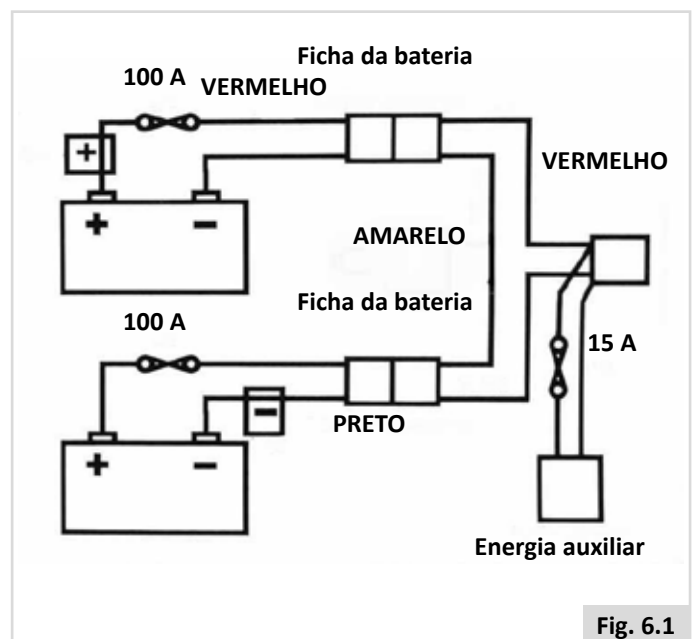 Ficha da bateria
100 A
VERMELHO
+
+ −
VERMELHO
AMARELO
Ficha da bateria
100 A
15 A
−
PRETO
+ −
Energia auxiliar
Fig. 6.1